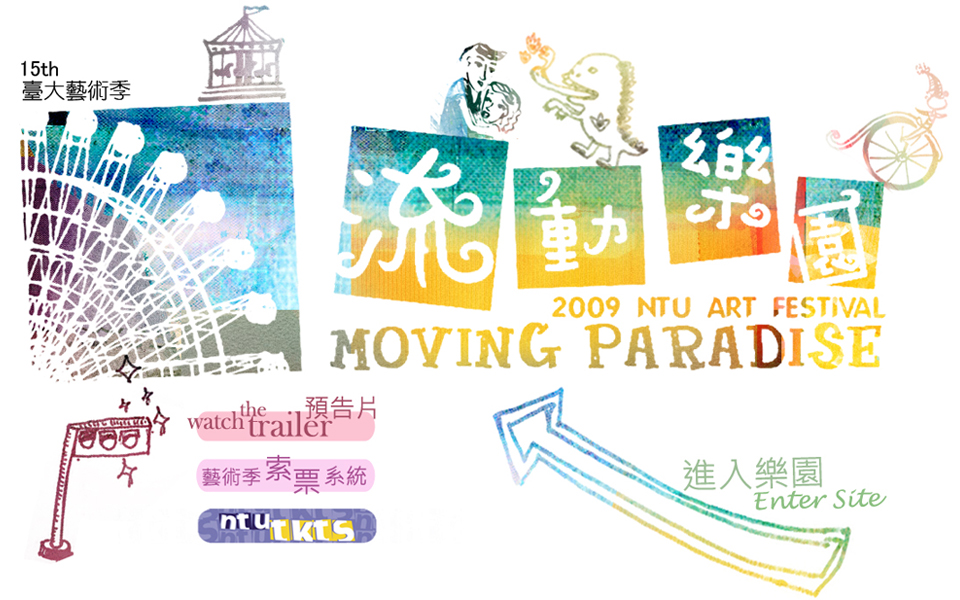 15th
臺大藝術季
流動樂園
2009 NTU ART FESTIVAL
MOVING PARADISE
watch the trailer 預告片
藝術季索票系統
ntu tkts
進入樂園
Enter Site